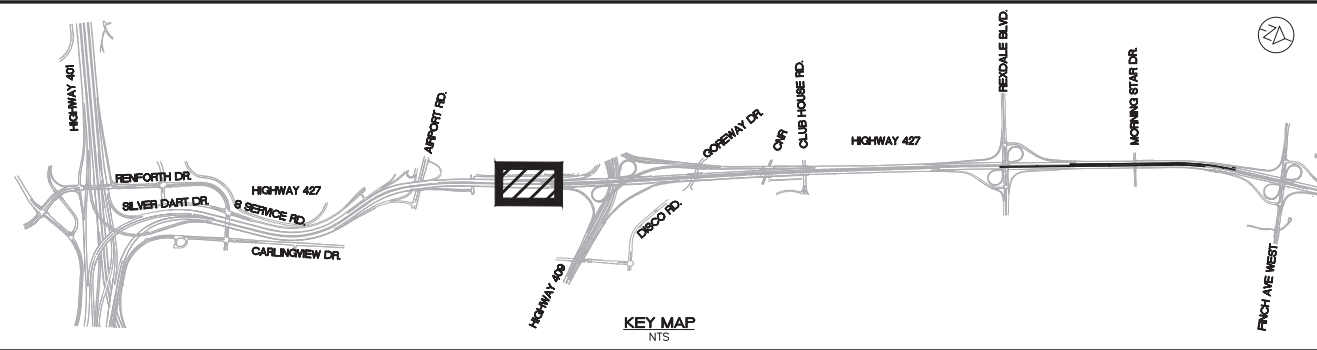 HIGHWAY 401
RENFORTH DR.
SILVER DART DR.
HIGHWAY 427
S SERVICE RD.
CARLINGVIEW DR.
AIRPORT RD.
HIGHWAY 409
DISCO RD.
GOREWAY DR.
CNR
CLUB HOUSE RD.
HIGHWAY 427
REXDALE BLVD.
MORNING STAR DR.
FINCH AVE WEST
N
KEY MAP
NTS